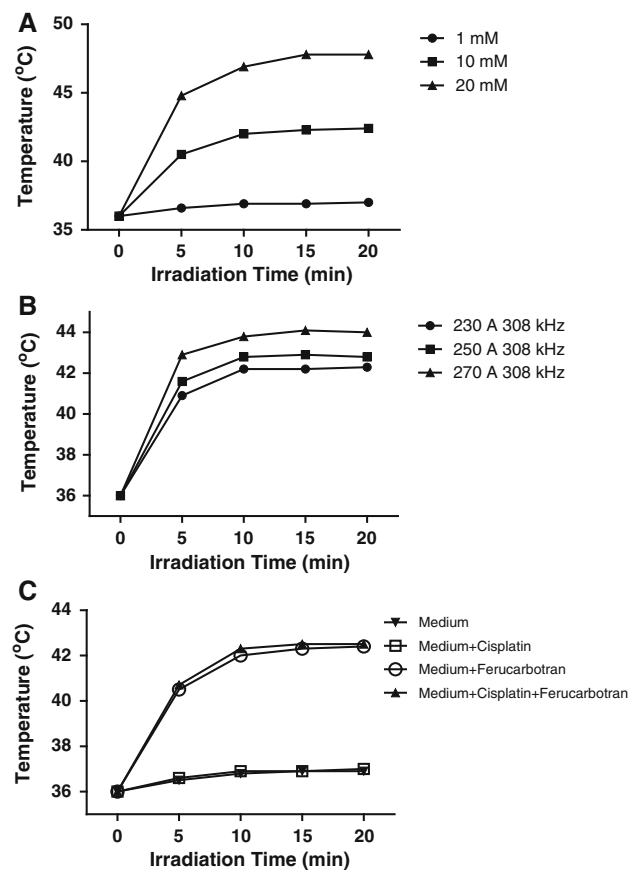 A
50
45
40
35
Temperature (°C)
0 5 10 15 20
Irradiation Time (min)
1 mM
10 mM
20 mM
B
44
42
40
38
36
Temperature (°C)
0 5 10 15 20
Irradiation Time (min)
230 A 308 kHz
250 A 308 kHz
270 A 308 kHz
C
44
42
40
38
36
Temperature (°C)
0 5 10 15 20
Irradiation Time (min)
Medium
Medium+Cisplatin
Medium+Ferucarbotran
Medium+Cisplatin+Ferucarbotran